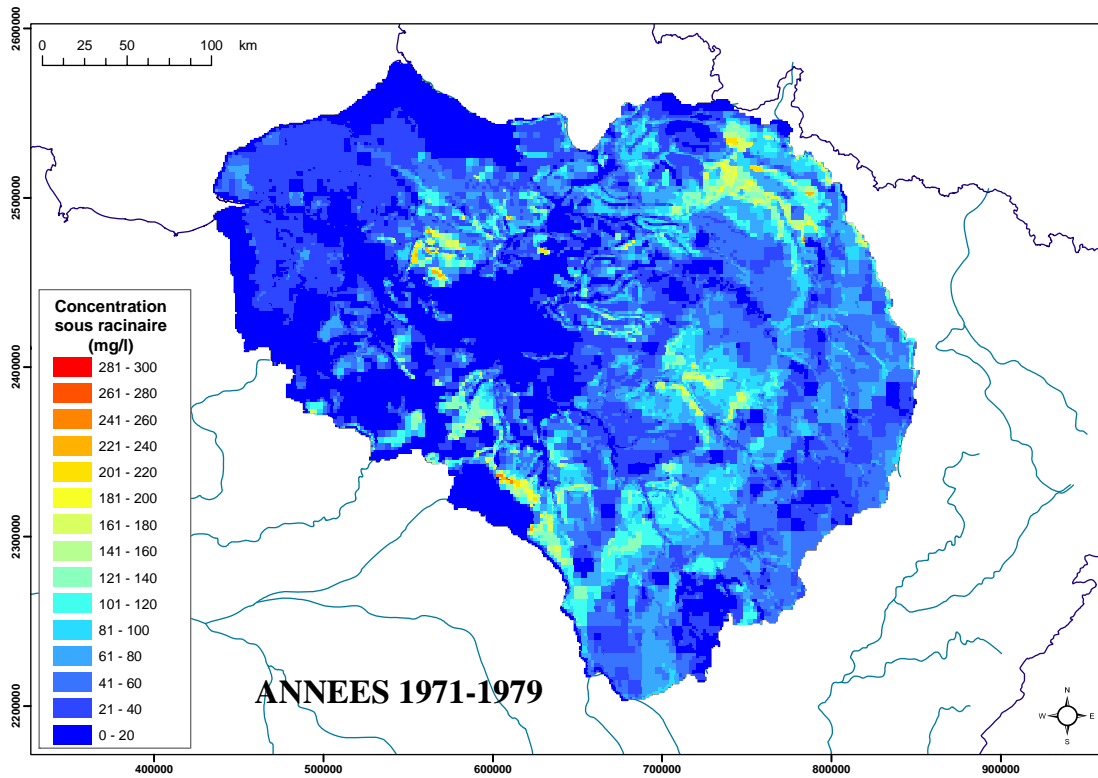 2600000
2500000
2400000
2300000
2200000
0 25 50 100 km
Concentration
sous racinaire
(mg/l)
281 - 300
261 - 280
241 - 260
221 - 240
201 - 220
181 - 200
161 - 180
141 - 160
121 - 140
101 - 120
81 - 100
61 - 80
41 - 60
21 - 40
0 - 20
ANNEES 1971-1979
N
W E
S
400000 500000 600000 700000 800000 900000